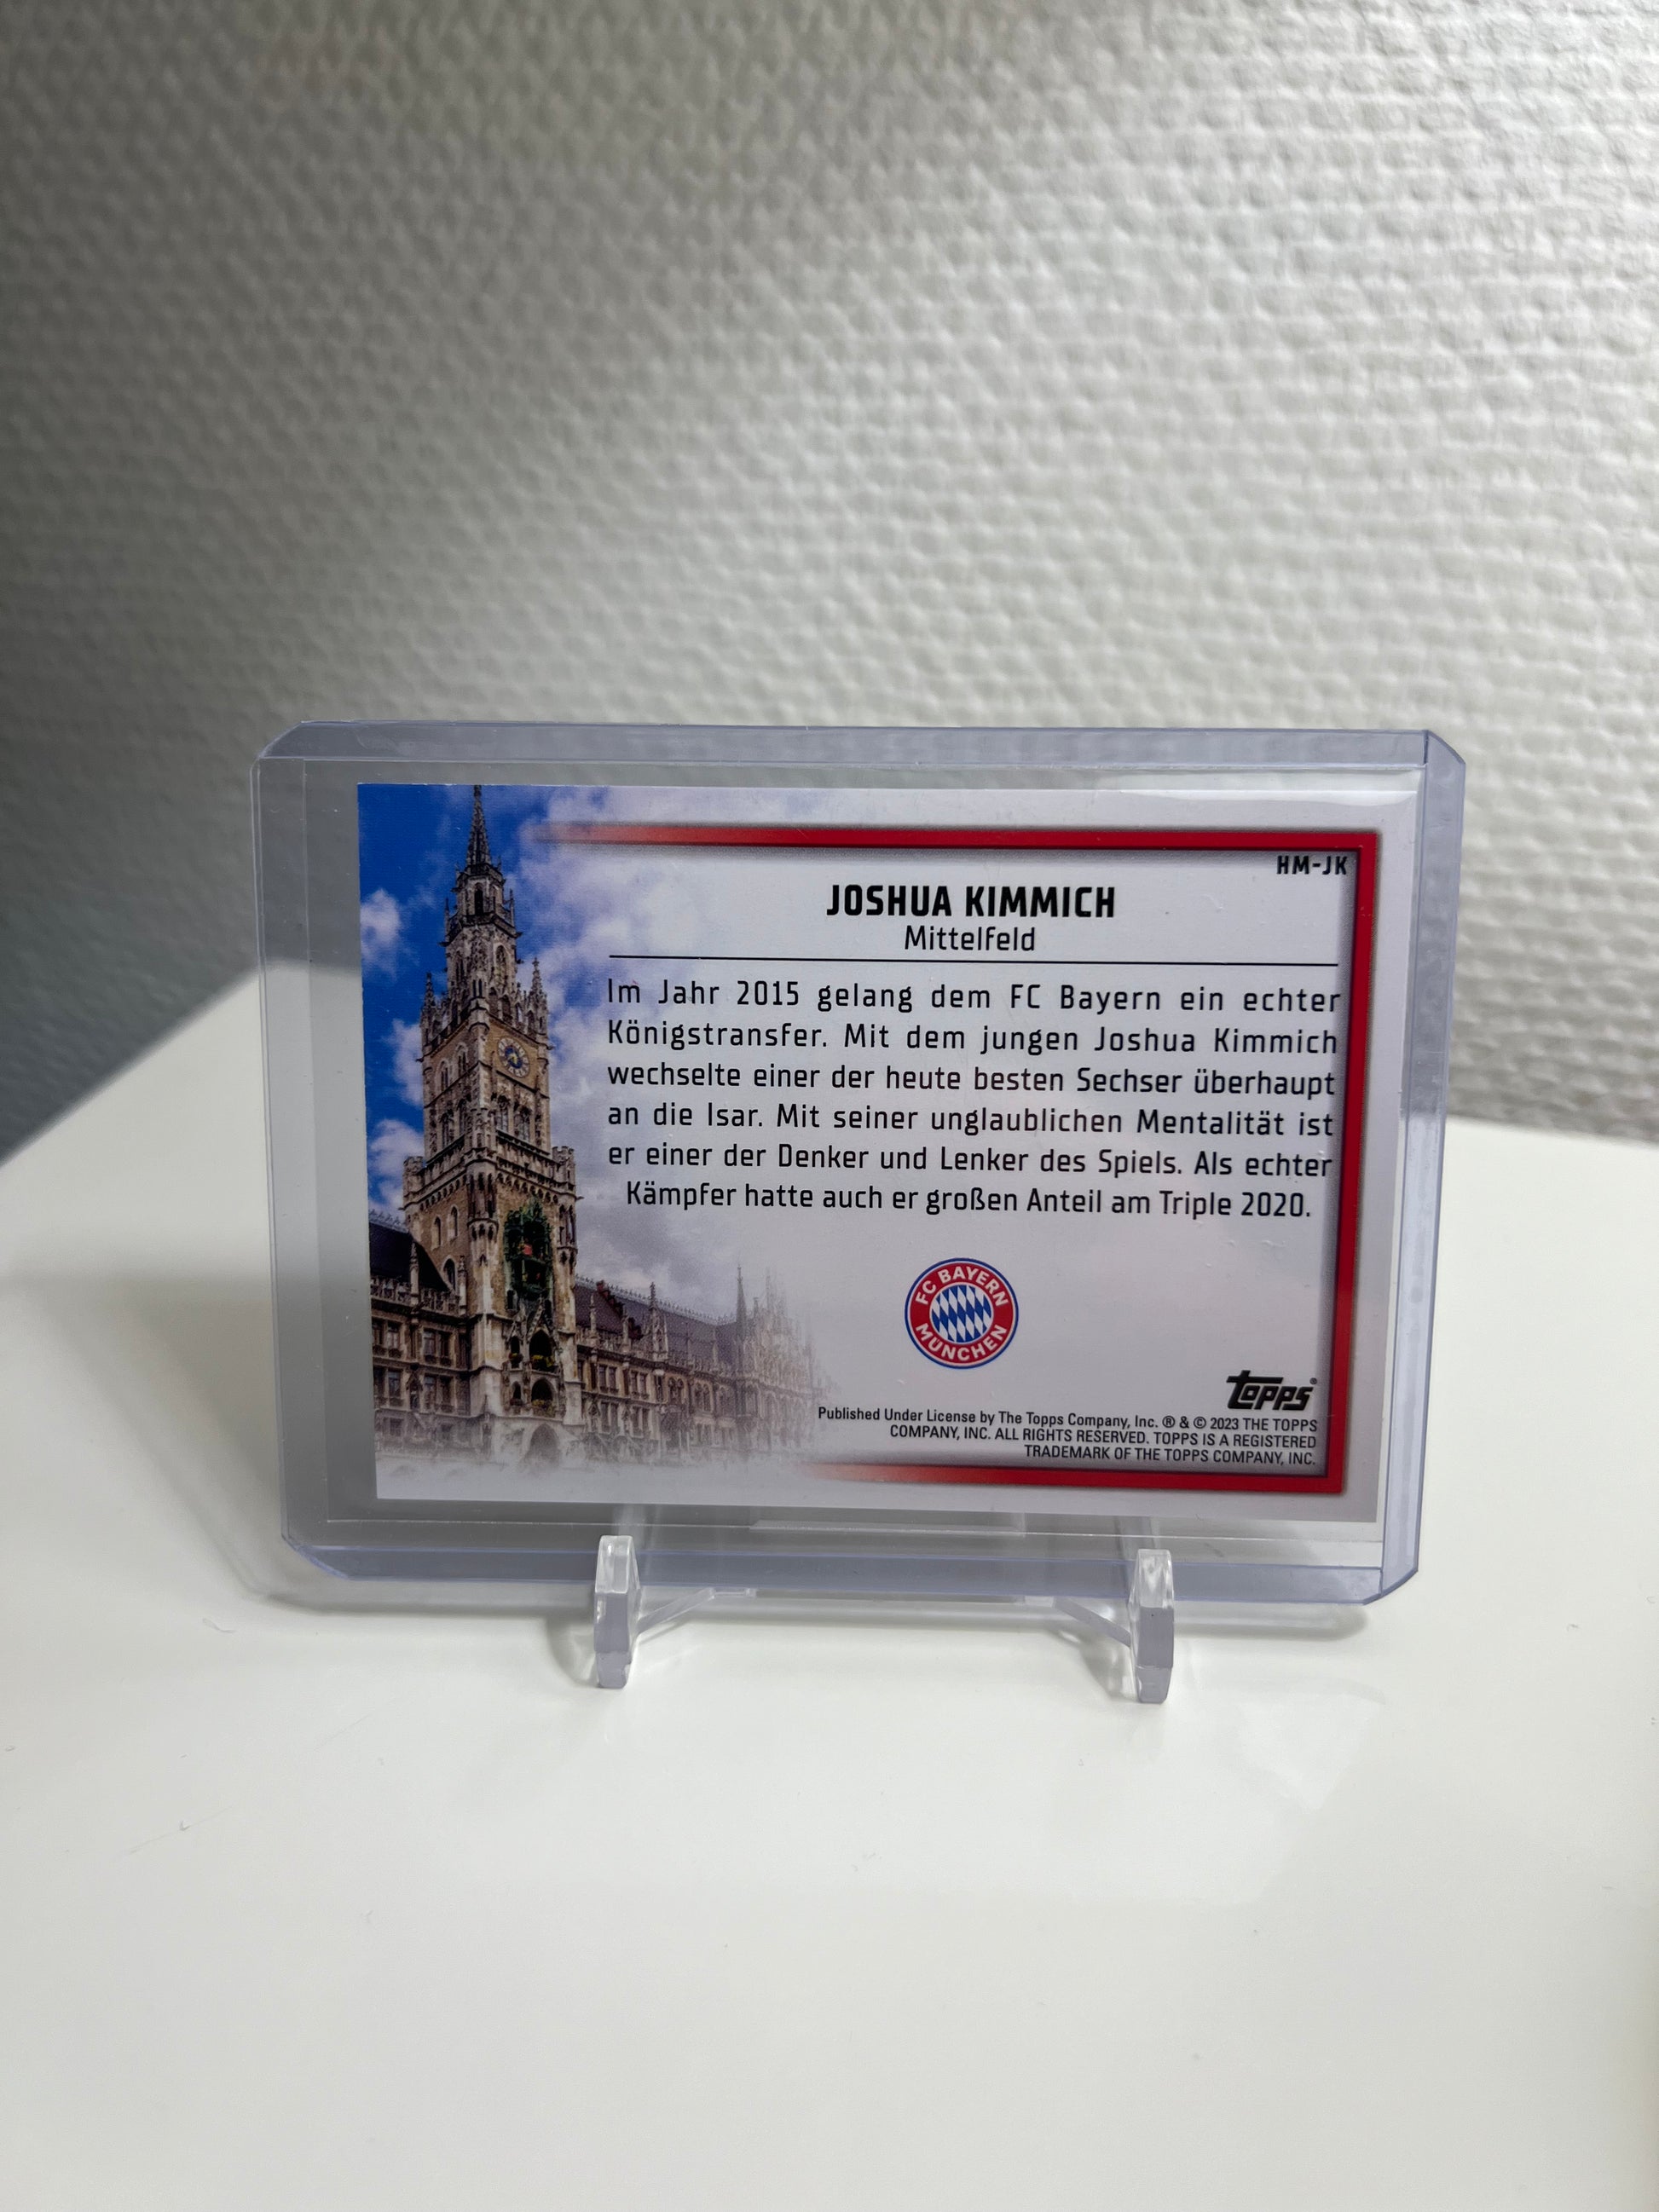 HM-JK
JOSHUA KIMMICH
Mittelfeld
Im Jahr 2015 gelang dem FC Bayern ein echter
Königstransfer. Mit dem jungen Joshua Kimmich
wechselte einer der heute besten Sechser überhaupt
an die Isar. Mit seiner unglaublichen Mentalität ist
er einer der Denker und Lenker des Spiels. Als echter
Kämpfer hatte auch er großen Anteil am Triple 2020.
FC BAYERN
MÜNCHEN
topps®
Published Under License by The Topps Company, Inc. ® & © 2023 THE TOPPS
COMPANY, INC. ALL RIGHTS RESERVED. TOPPS IS A REGISTERED
TRADEMARK OF THE TOPPS COMPANY, INC.